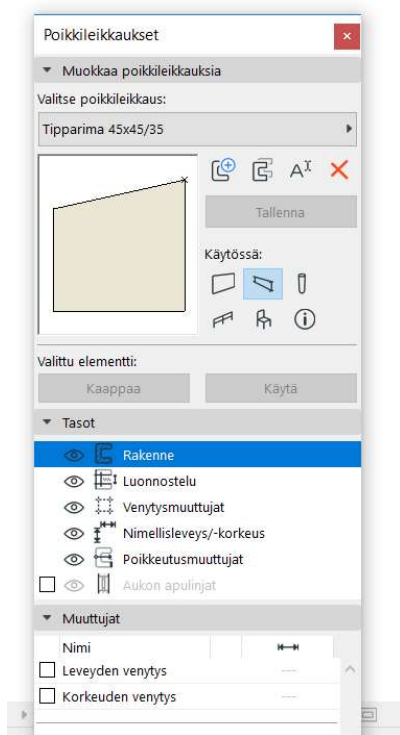 Poikkileikkaukset
Muokkaa poikkileikkauksia
Valitse poikkileikkaus:
Tipparima 45x45/35
Tallenna
Käytössä:
Valittu elementti:
Kaappaa
Käytä
Tasot
Rakenne
Luonnostelu
Venytysmuuttujat
Nimellisleveys/-korkeus
Poikkeutusmuuttujat
Aukon apulinjat
Muuttujat
Nimi
Leveyden venytys ---
Korkeuden venytys ---